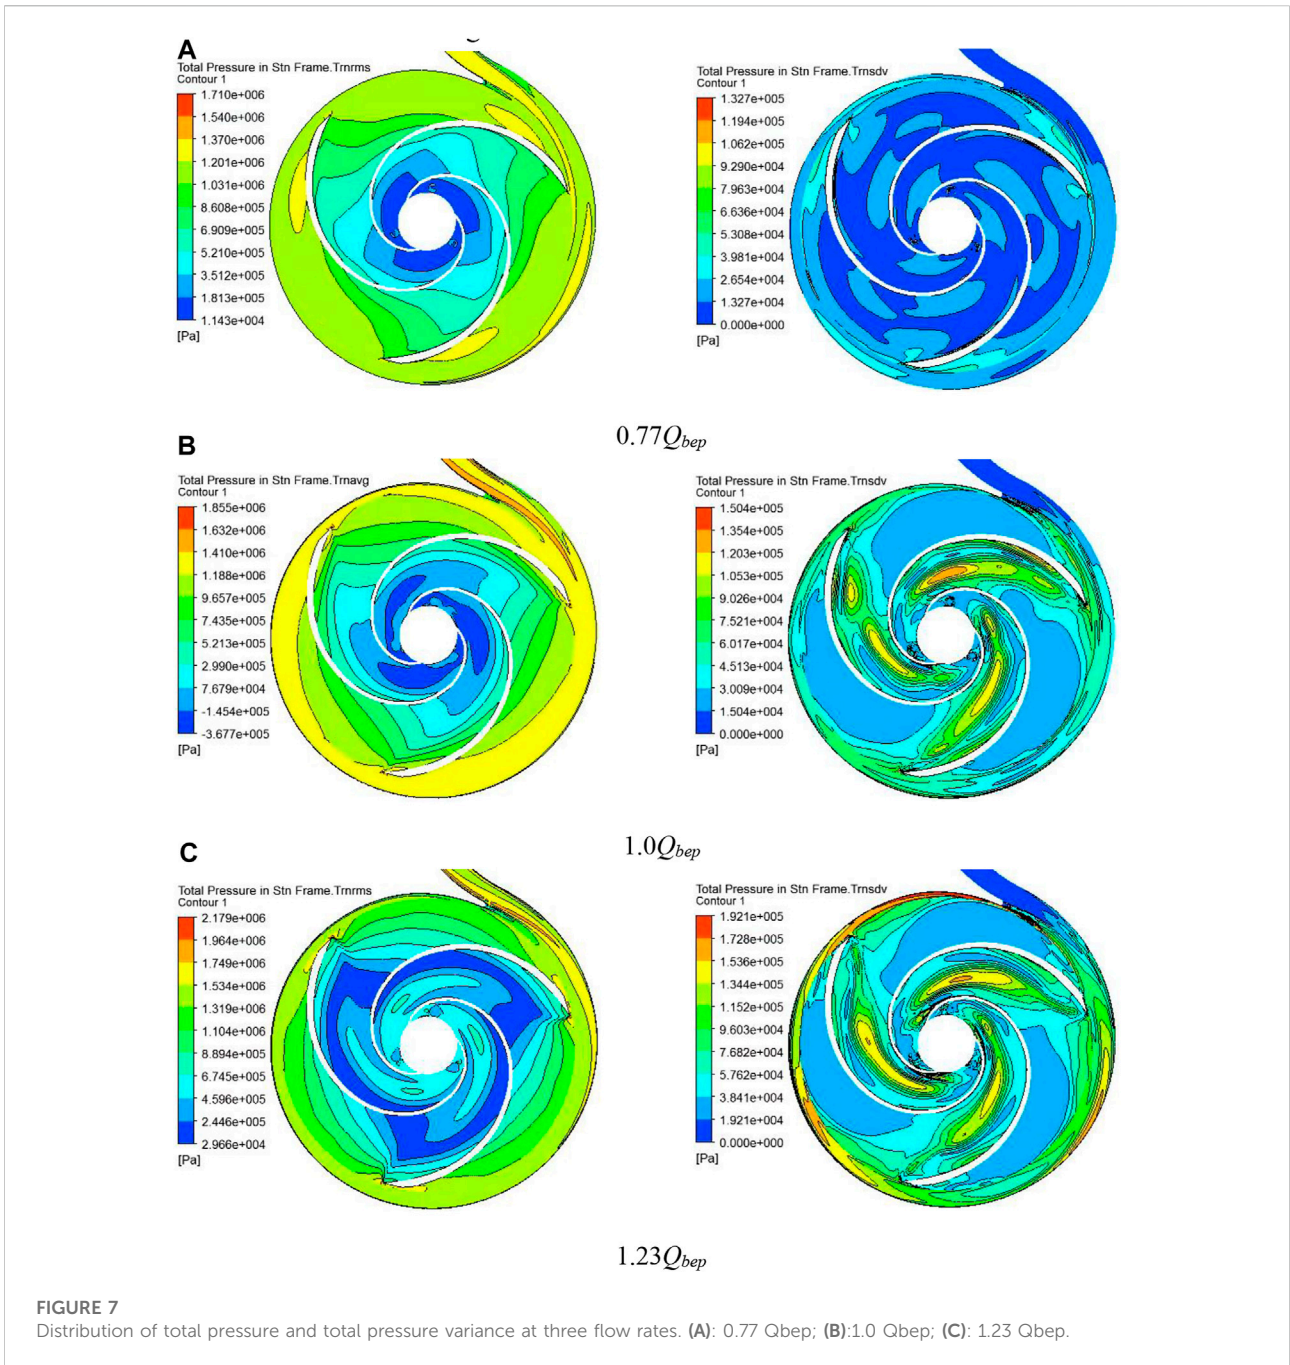 A
Total Pressure in Stn Frame.Trnrms
Contour 1
1.710e+006
1.540e+006
1.370e+006
1.201e+006
1.031e+006
8.608e+005
6.909e+005
5.210e+005
3.512e+005
1.813e+005
1.143e+004
[Pa]
Total Pressure in Stn Frame.Trnsdv
Contour 1
1.327e+005
1.194e+005
1.062e+005
9.290e+004
7.963e+004
6.636e+004
5.308e+004
3.981e+004
2.654e+004
1.327e+004
0.000e+000
[Pa]
0.77Qbep
B
Total Pressure in Stn Frame.Trnavg
Contour 1
1.855e+006
1.632e+006
1.410e+006
1.188e+006
9.657e+005
7.435e+005
5.213e+005
2.990e+005
7.679e+004
-1.454e+005
-3.677e+005
[Pa]
Total Pressure in Stn Frame.Trnsdv
Contour 1
1.504e+005
1.354e+005
1.203e+005
1.053e+005
9.026e+004
7.521e+004
6.017e+004
4.513e+004
3.009e+004
1.504e+004
0.000e+000
[Pa]
1.0Qbep
C
Total Pressure in Stn Frame.Trnrms
Contour 1
2.179e+006
1.964e+006
1.749e+006
1.534e+006
1.319e+006
1.104e+006
8.894e+005
6.745e+005
4.596e+005
2.446e+005
2.966e+004
[Pa]
Total Pressure in Stn Frame.Trnsdv
Contour 1
1.921e+005
1.728e+005
1.536e+005
1.344e+005
1.152e+005
9.603e+004
7.682e+004
5.762e+004
3.841e+004
1.921e+004
0.000e+000
[Pa]
1.23Qbep
FIGURE 7
Distribution of total pressure and total pressure variance at three flow rates. (A): 0.77 Qbep; (B):1.0 Qbep; (C): 1.23 Qbep.